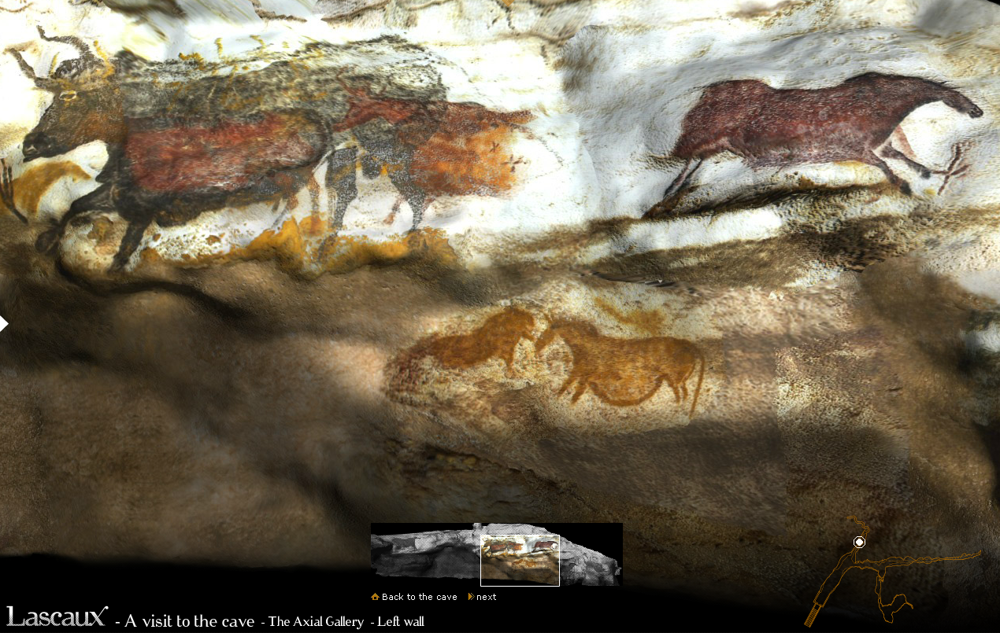 Back to the cave next
Lascaux - A visit to the cave - The Axial Gallery - Left wall